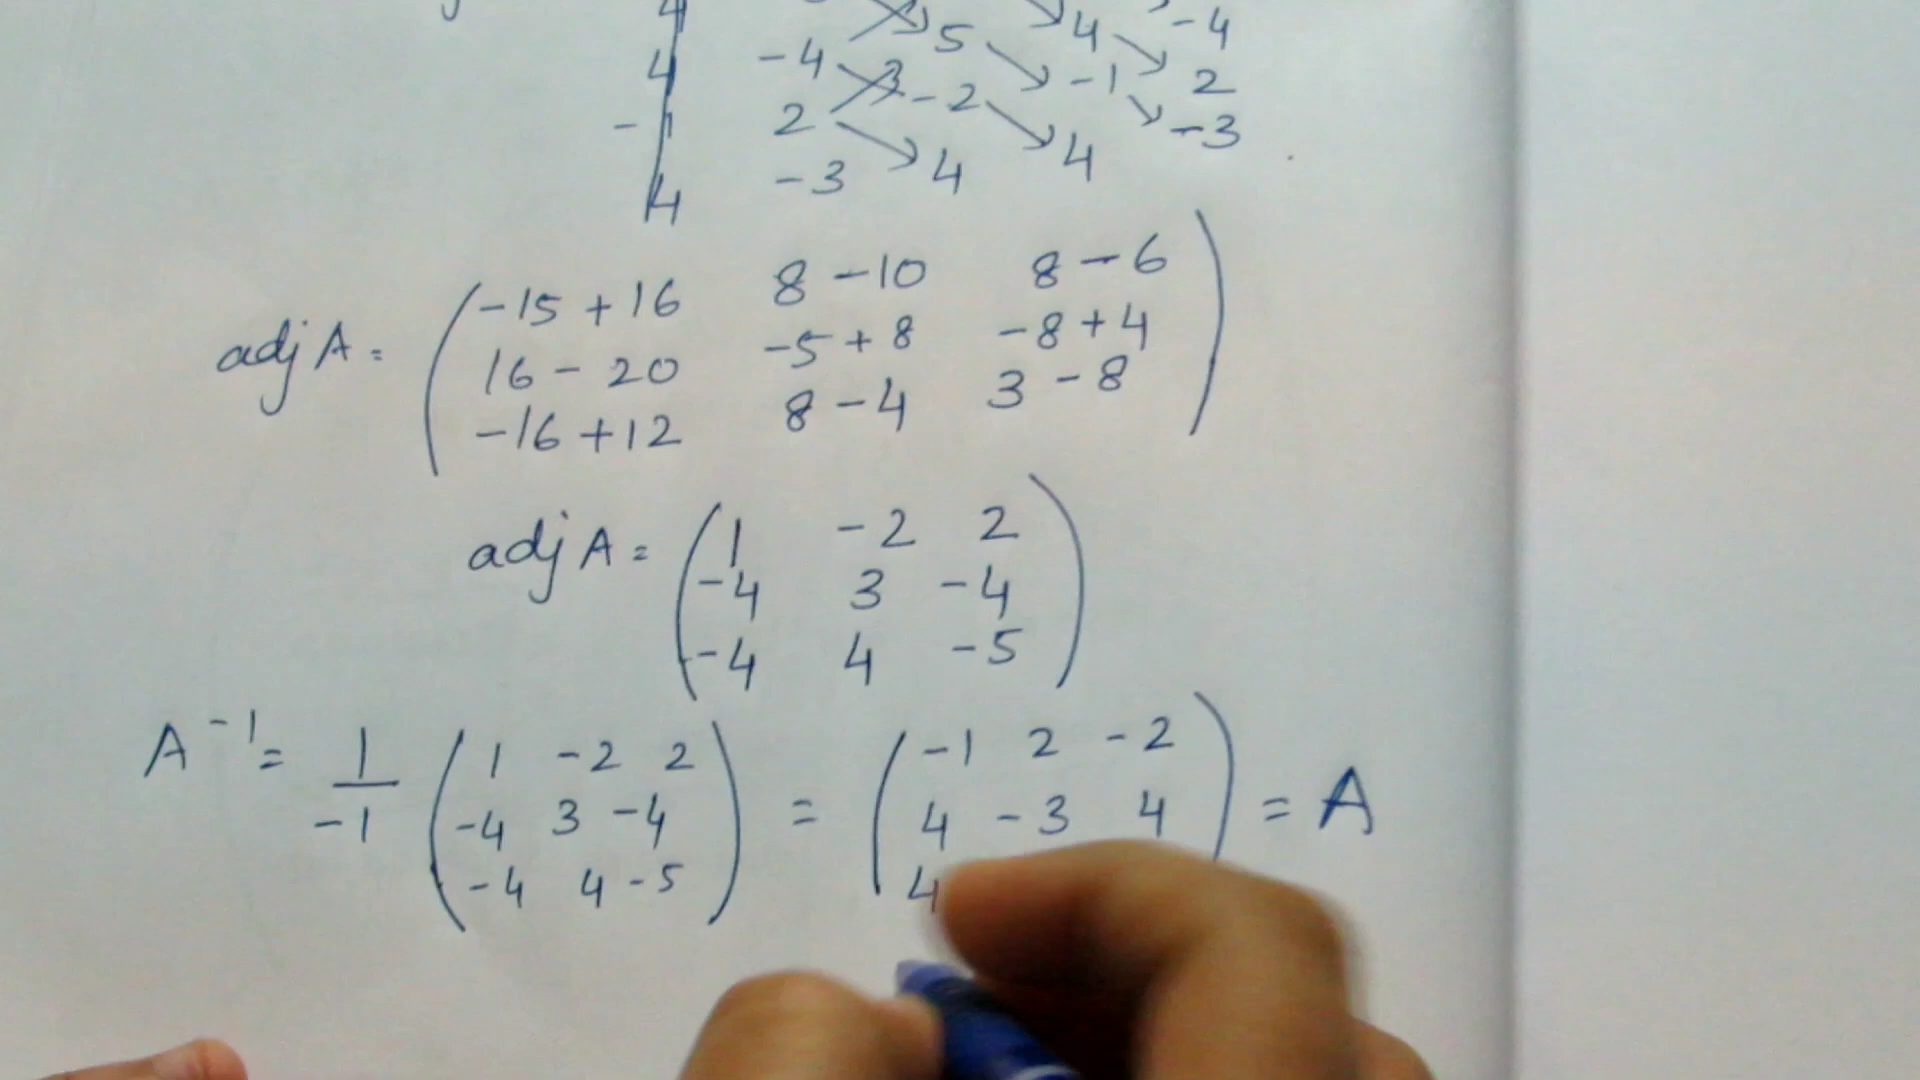 4 -4
4 -4 5 4 2
-1 2 3 -2 -1 -3
4 -3 4 4
adj A = ( -15 + 16 8 - 10 8 - 6
16 - 20 -5 + 8 -8 + 4
-16 + 12 8 - 4 3 - 8 )
adj A = ( 1 -2 2
-4 3 -4
-4 4 -5 )
A⁻¹ = 1/-1 ( 1 -2 2 -4 3 -4 -4 4 -5 ) = ( -1 2 -2 4 -3 4 4 ) = A